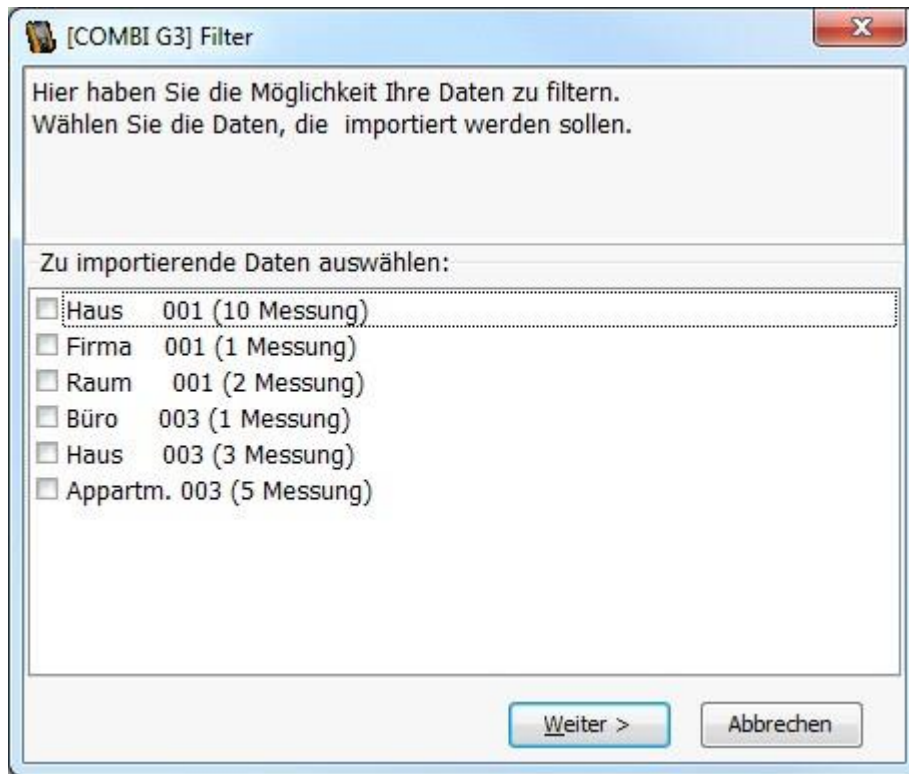 [COMBI G3] Filter
Hier haben Sie die Möglichkeit Ihre Daten zu filtern.
Wählen Sie die Daten, die  importiert werden sollen.
Zu importierende Daten auswählen:
Haus     001 (10 Messung)
Firma    001 (1 Messung)
Raum     001 (2 Messung)
Büro     003 (1 Messung)
Haus     003 (3 Messung)
Appartm. 003 (5 Messung)
Weiter >
Abbrechen